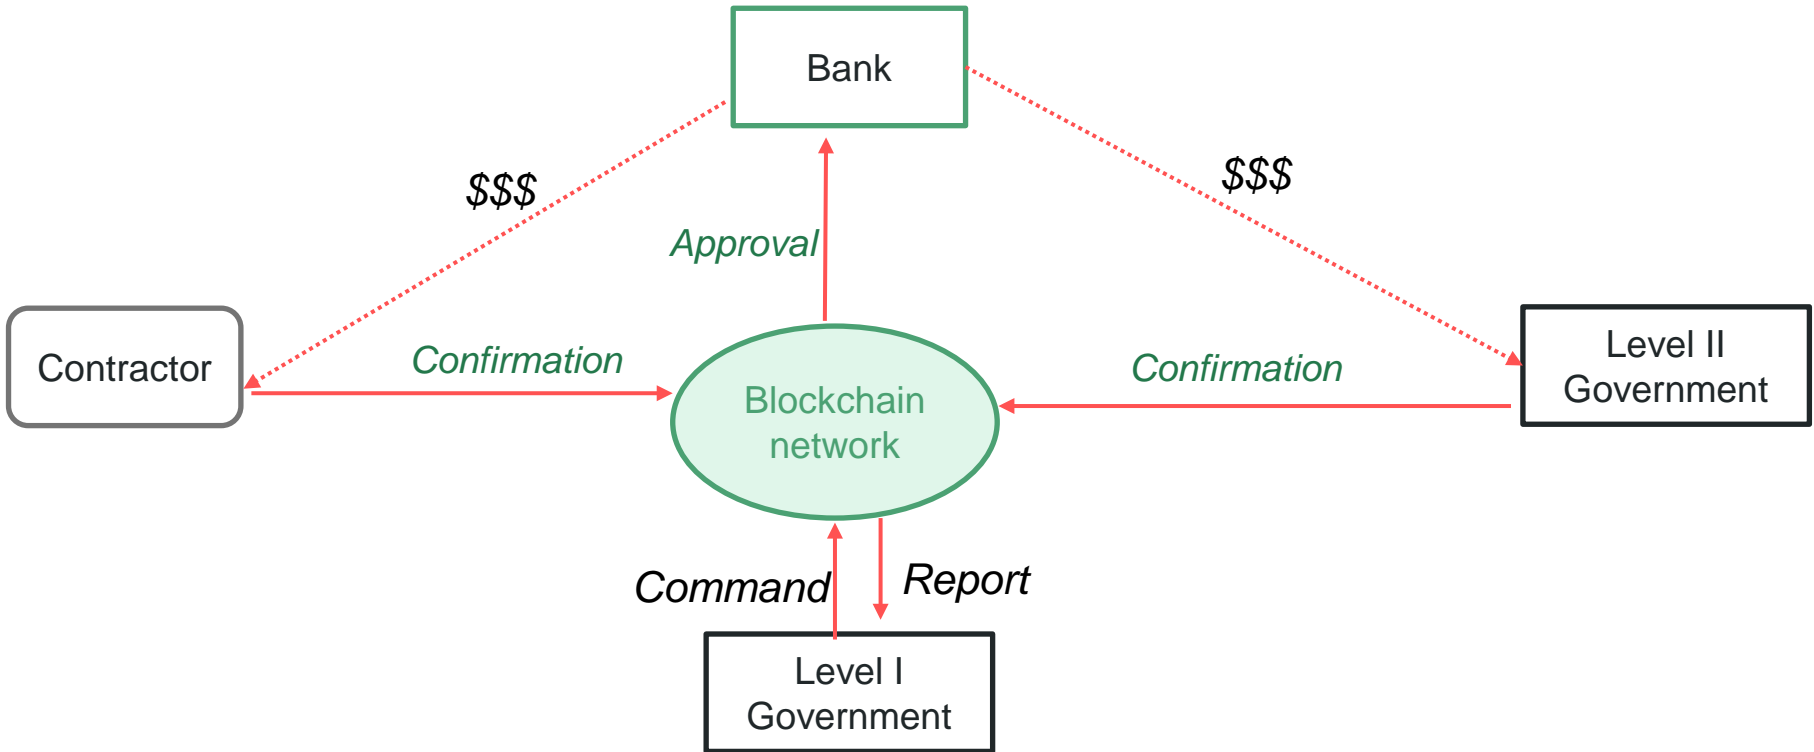 Bank
$$$
$$$
Approval
Contractor
Confirmation
Confirmation
Level II
Government
Blockchain
network
Command
Report
Level I
Government